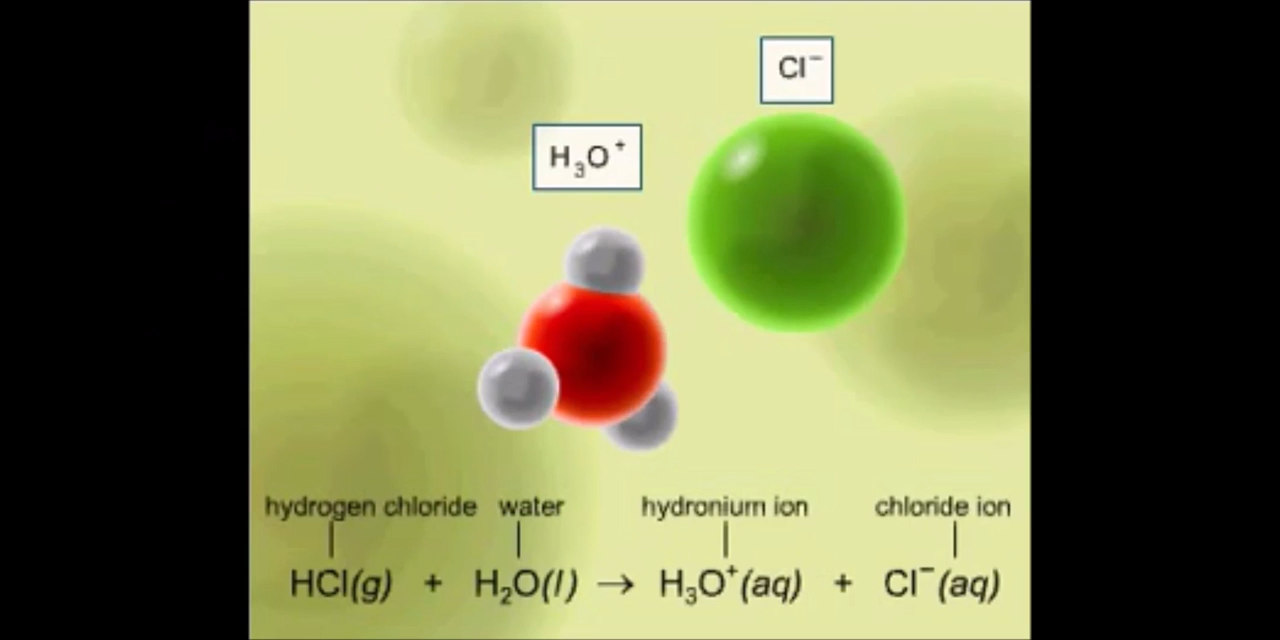 Cl⁻
H₃O⁺
hydrogen chloride water hydronium ion chloride ion
HCl(g) + H₂O(l) → H₃O⁺(aq) + Cl⁻(aq)